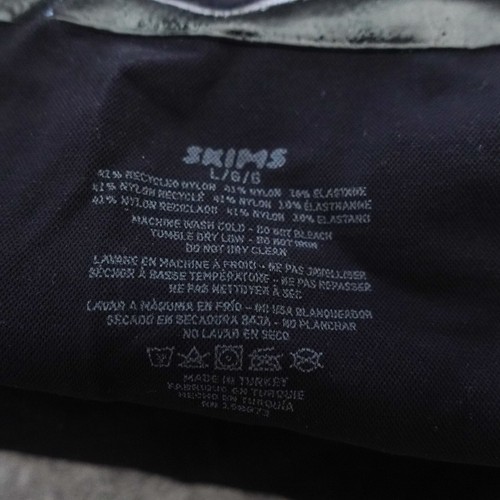 SKIMS
L/G/G
41% RECYCLED NYLON 41% NYLON ELASTANE
41% NYLON RECYCLÉ 41% NYLON ÉLASTHANNE
41% NYLON RECICLADO 41% NYLON ELASTANO
MACHINE WASH COLD - DO NOT BLEACH
TUMBLE DRY LOW - DO NOT IRON
DO NOT DRY CLEAN
LAVABLE EN MACHINE À FROID - NE PAS JAVELLISER
SÉCHER À BASSE TEMPÉRATURE - NE PAS REPASSER
NE PAS NETTOYER À SEC
LAVAR A MÁQUINA EN FRÍO - NO USA BLANQUEADOR
SECADO EN SECADORA BAJA - NO PLANCHAR
NO LAVAR EN SECO
MADE IN TURKEY
FABRIQUÉ EN TURQUIE
HECHO EN TURQUÍA
RN